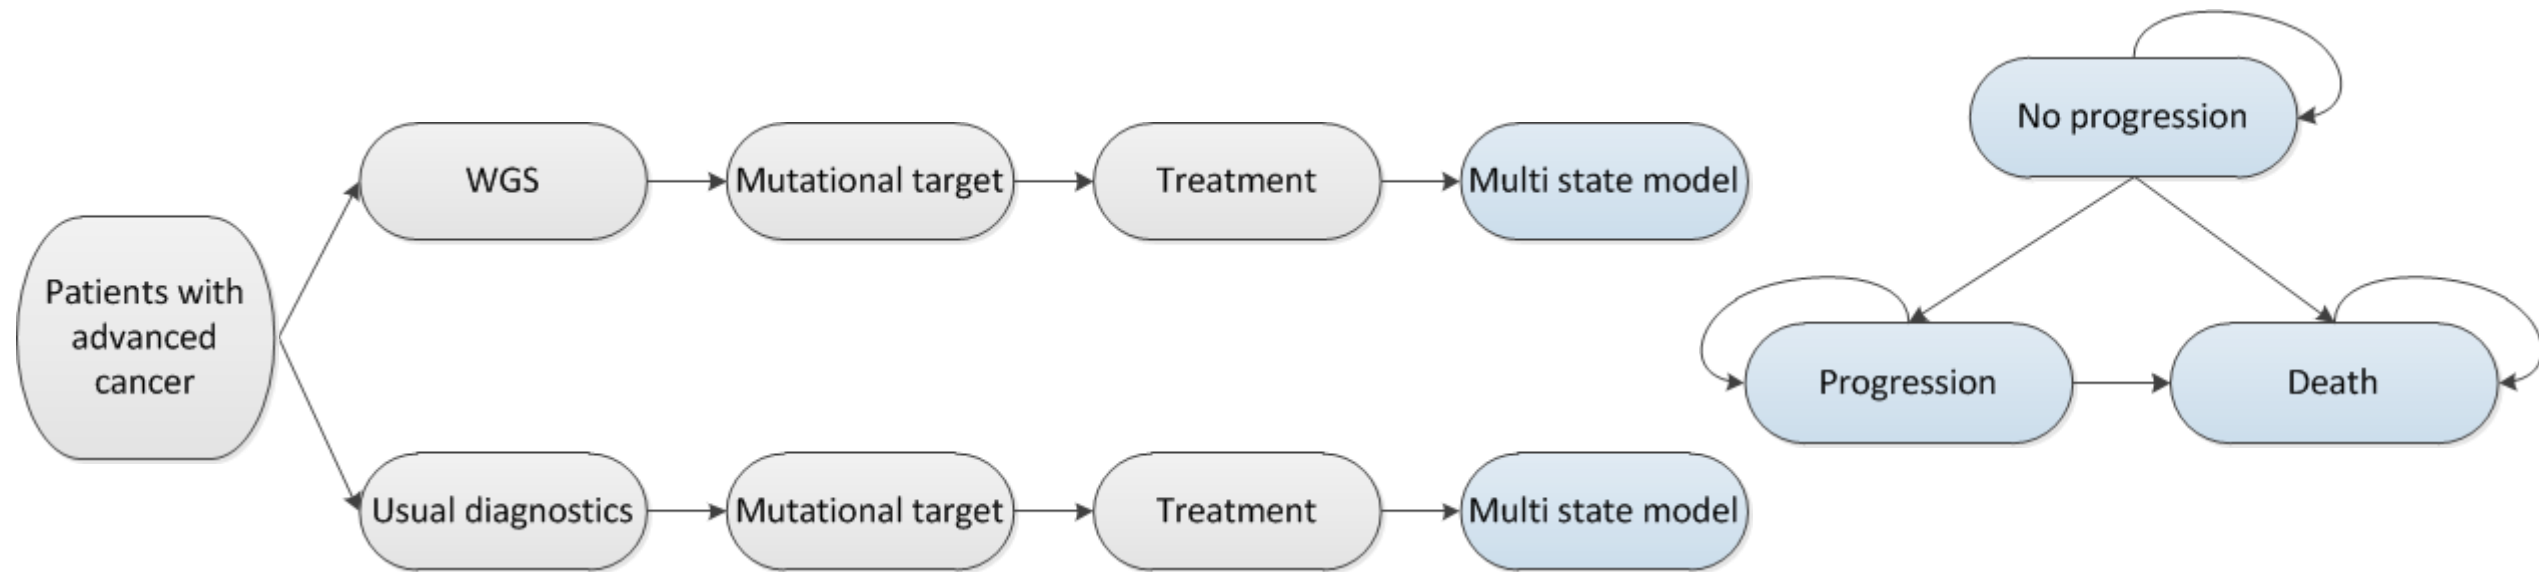 Patients with
advanced
cancer
WGS
Mutational target
Treatment
Multi state model
Usual diagnostics
Mutational target
Treatment
Multi state model
No progression
Progression
Death